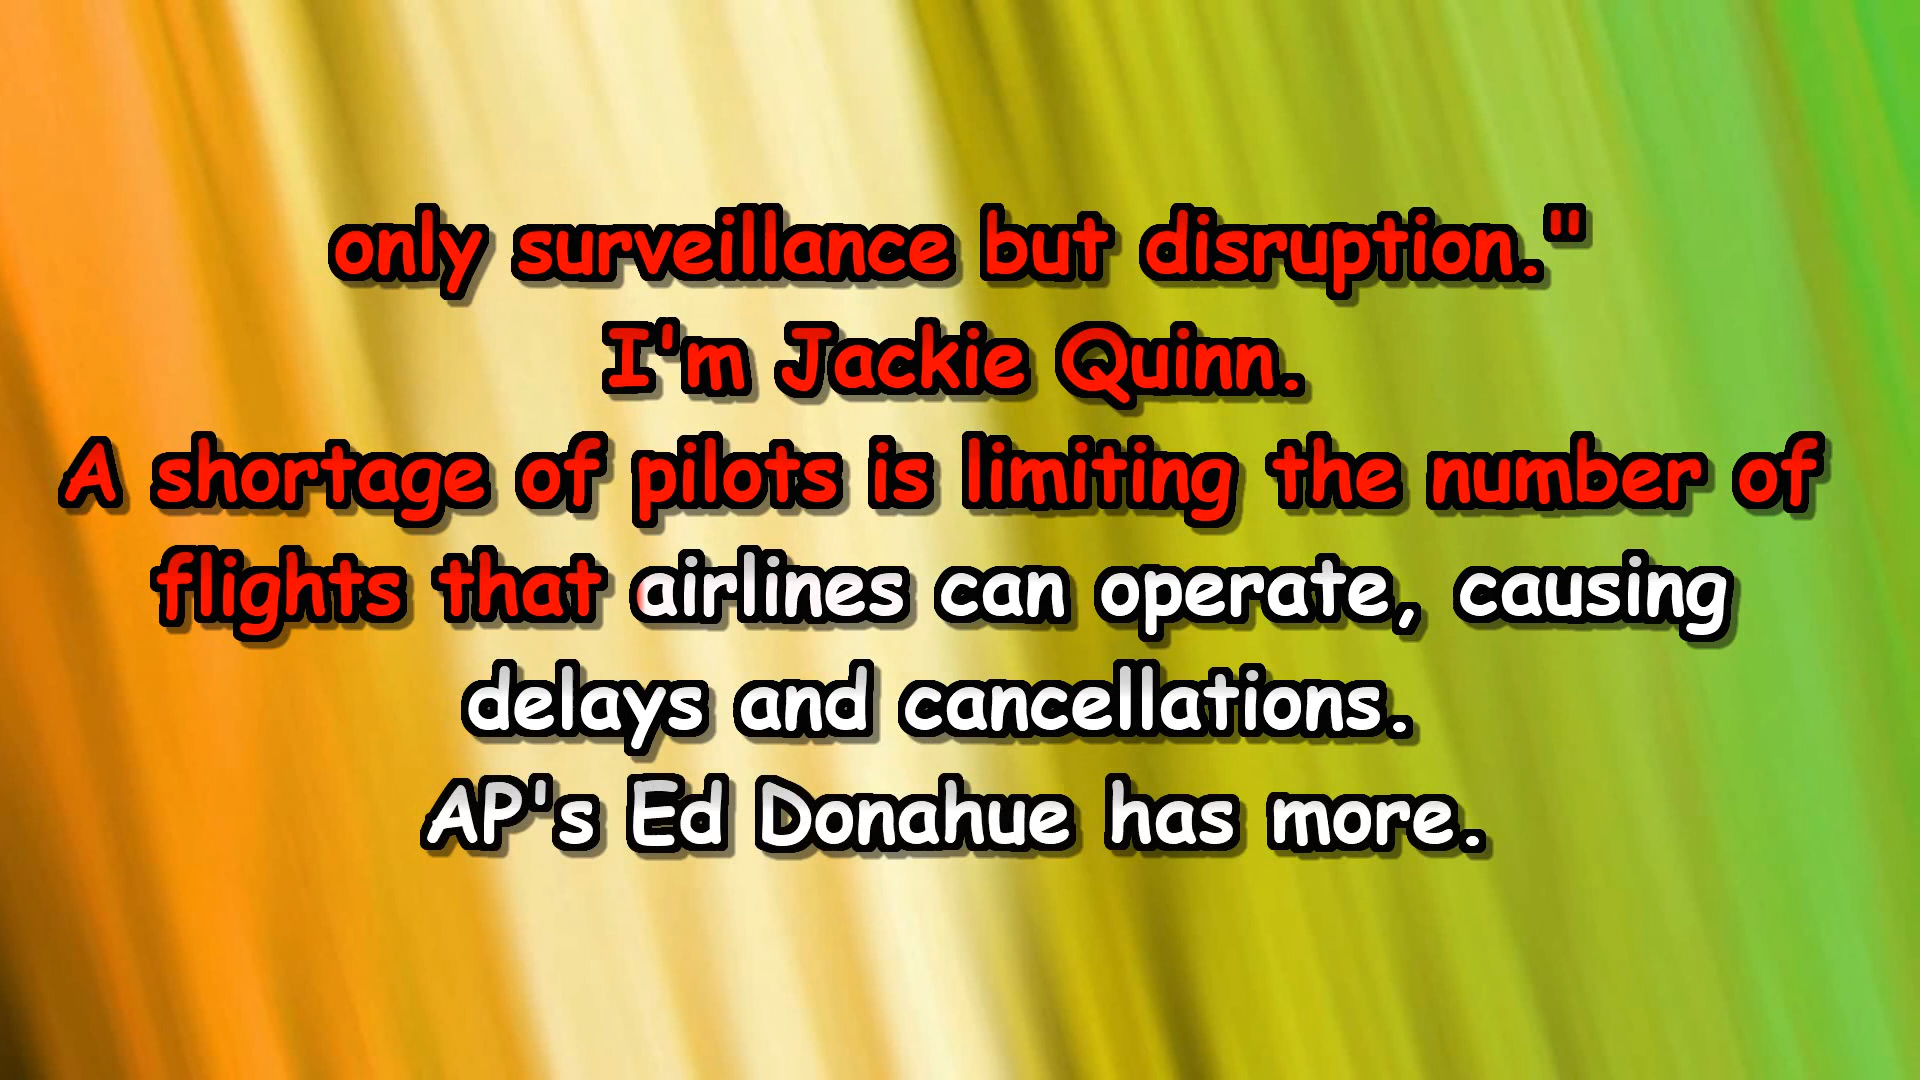 only surveillance but disruption."
I'm Jackie Quinn.
A shortage of pilots is limiting the number of
flights that airlines can operate, causing
delays and cancellations.
AP's Ed Donahue has more.